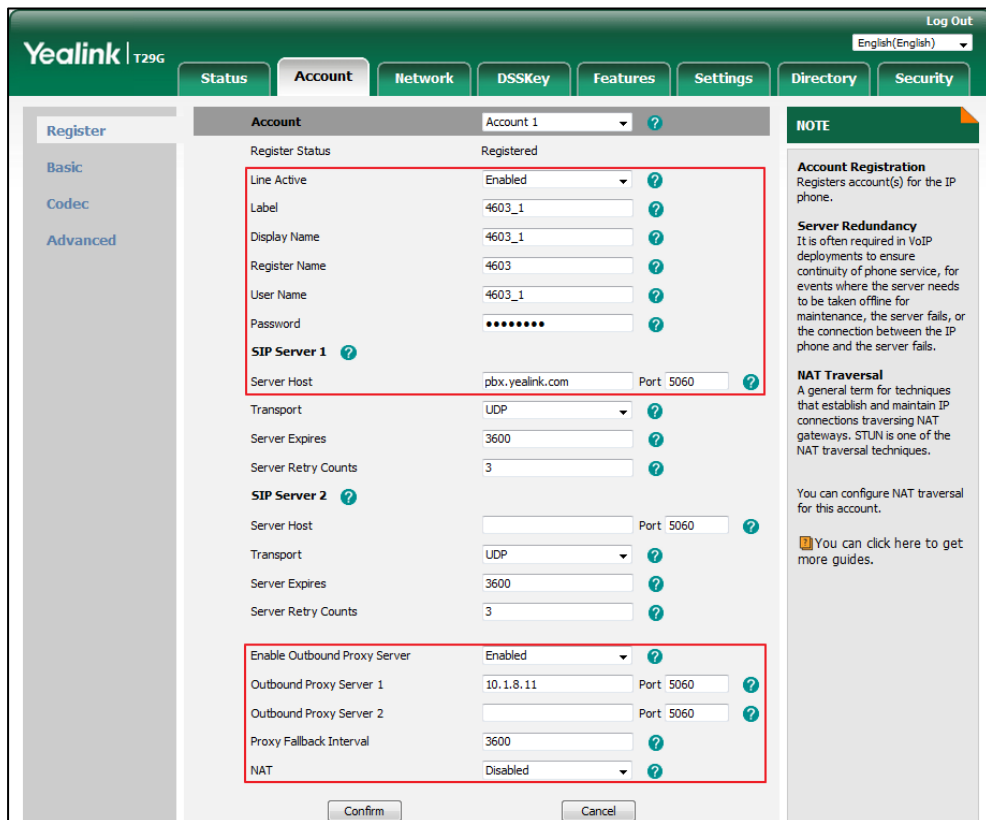 Log Out
Yealink | T29G
English(English)
Status Account Network DSSKey Features Settings Directory Security
Register
Basic
Codec
Advanced
Account Account 1
Register Status Registered
Line Active Enabled
Label 4603_1
Display Name 4603_1
Register Name 4603
User Name 4603_1
Password ••••••••
SIP Server 1
Server Host pbx.yealink.com Port 5060
Transport UDP
Server Expires 3600
Server Retry Counts 3
SIP Server 2
Server Host Port 5060
Transport UDP
Server Expires 3600
Server Retry Counts 3
Enable Outbound Proxy Server Enabled
Outbound Proxy Server 1 10.1.8.11 Port 5060
Outbound Proxy Server 2 Port 5060
Proxy Fallback Interval 3600
NAT Disabled
Confirm Cancel
NOTE
Account Registration
Registers account(s) for the IP
phone.
Server Redundancy
It is often required in VoIP
deployments to ensure
continuity of phone service, for
events where the server needs
to be taken offline for
maintenance, the server fails, or
the connection between the IP
phone and the server fails.
NAT Traversal
A general term for techniques
that establish and maintain IP
connections traversing NAT
gateways. STUN is one of the
NAT traversal techniques.
You can configure NAT traversal
for this account.
You can click here to get
more guides.